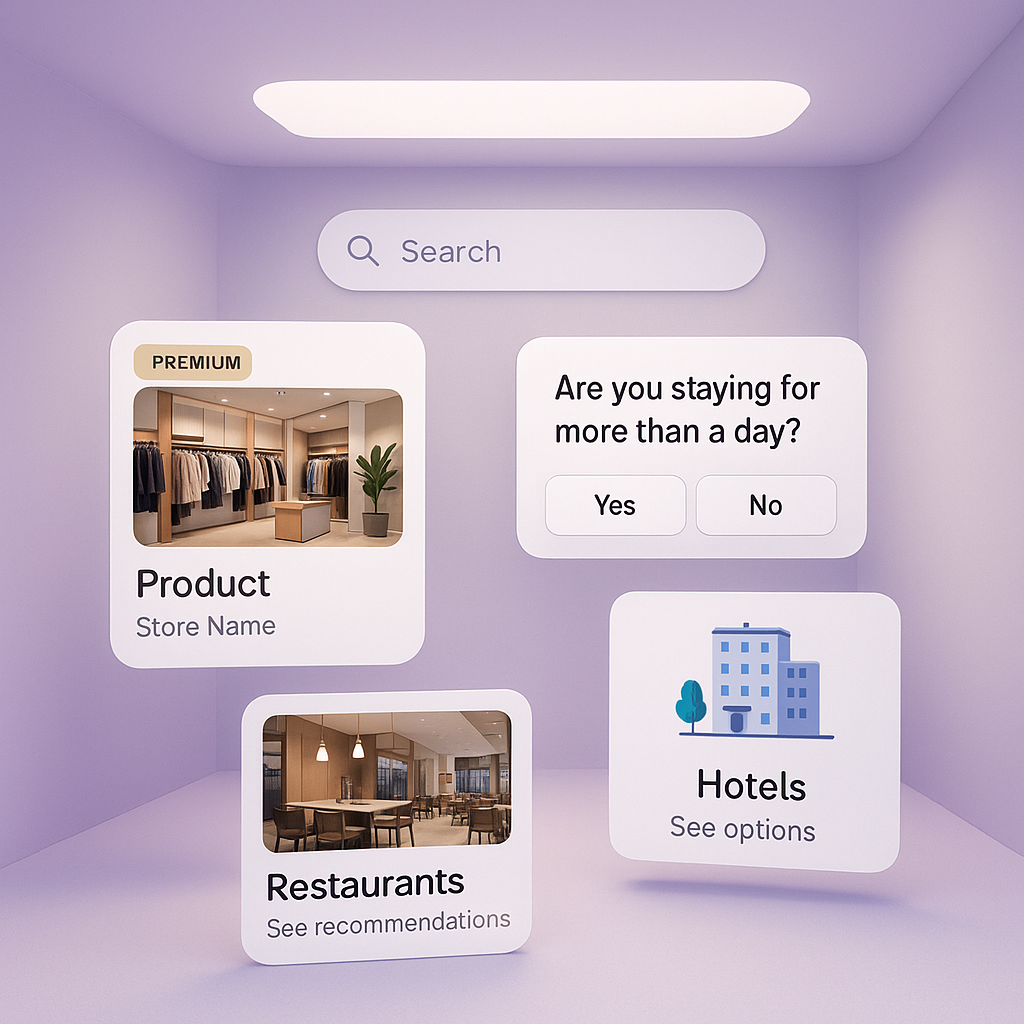 Search
PREMIUM
Product
Store Name
Are you staying for
more than a day?
Yes
No
Restaurants
See recommendations
Hotels
See options